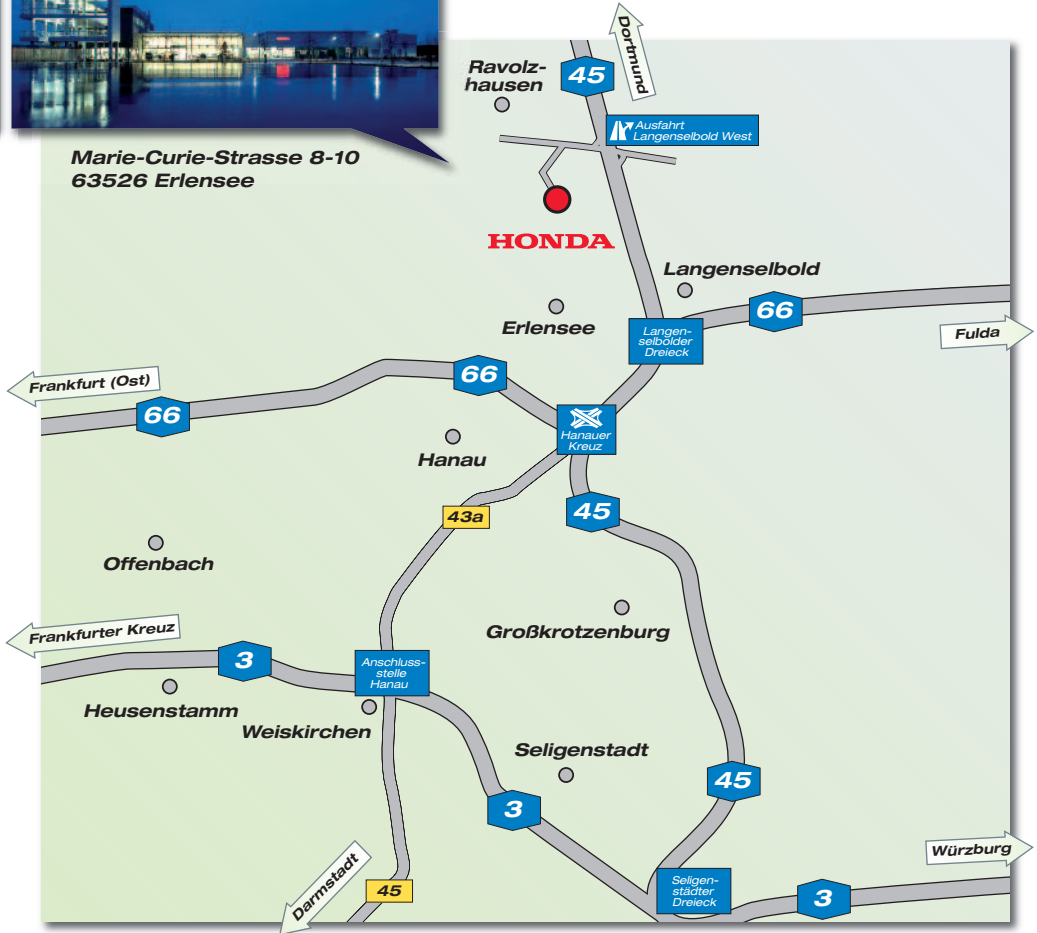 Dortmund
Ravolz-
hausen
45
Ausfahrt
Langenselbold West
Marie-Curie-Strasse 8-10
63526 Erlensee
HONDA
Langenselbold
66
Erlensee
Langen-
selbolder
Dreieck
Fulda
Frankfurt (Ost)
66
66
Hanauer
Kreuz
Hanau
43a
45
Offenbach
Großkrotzenburg
Frankfurter Kreuz
3
Anschluss-
stelle
Hanau
Heusenstamm
Weiskirchen
Seligenstadt
45
3
Würzburg
Darmstadt
45
Seligen-
städter
Dreieck
3